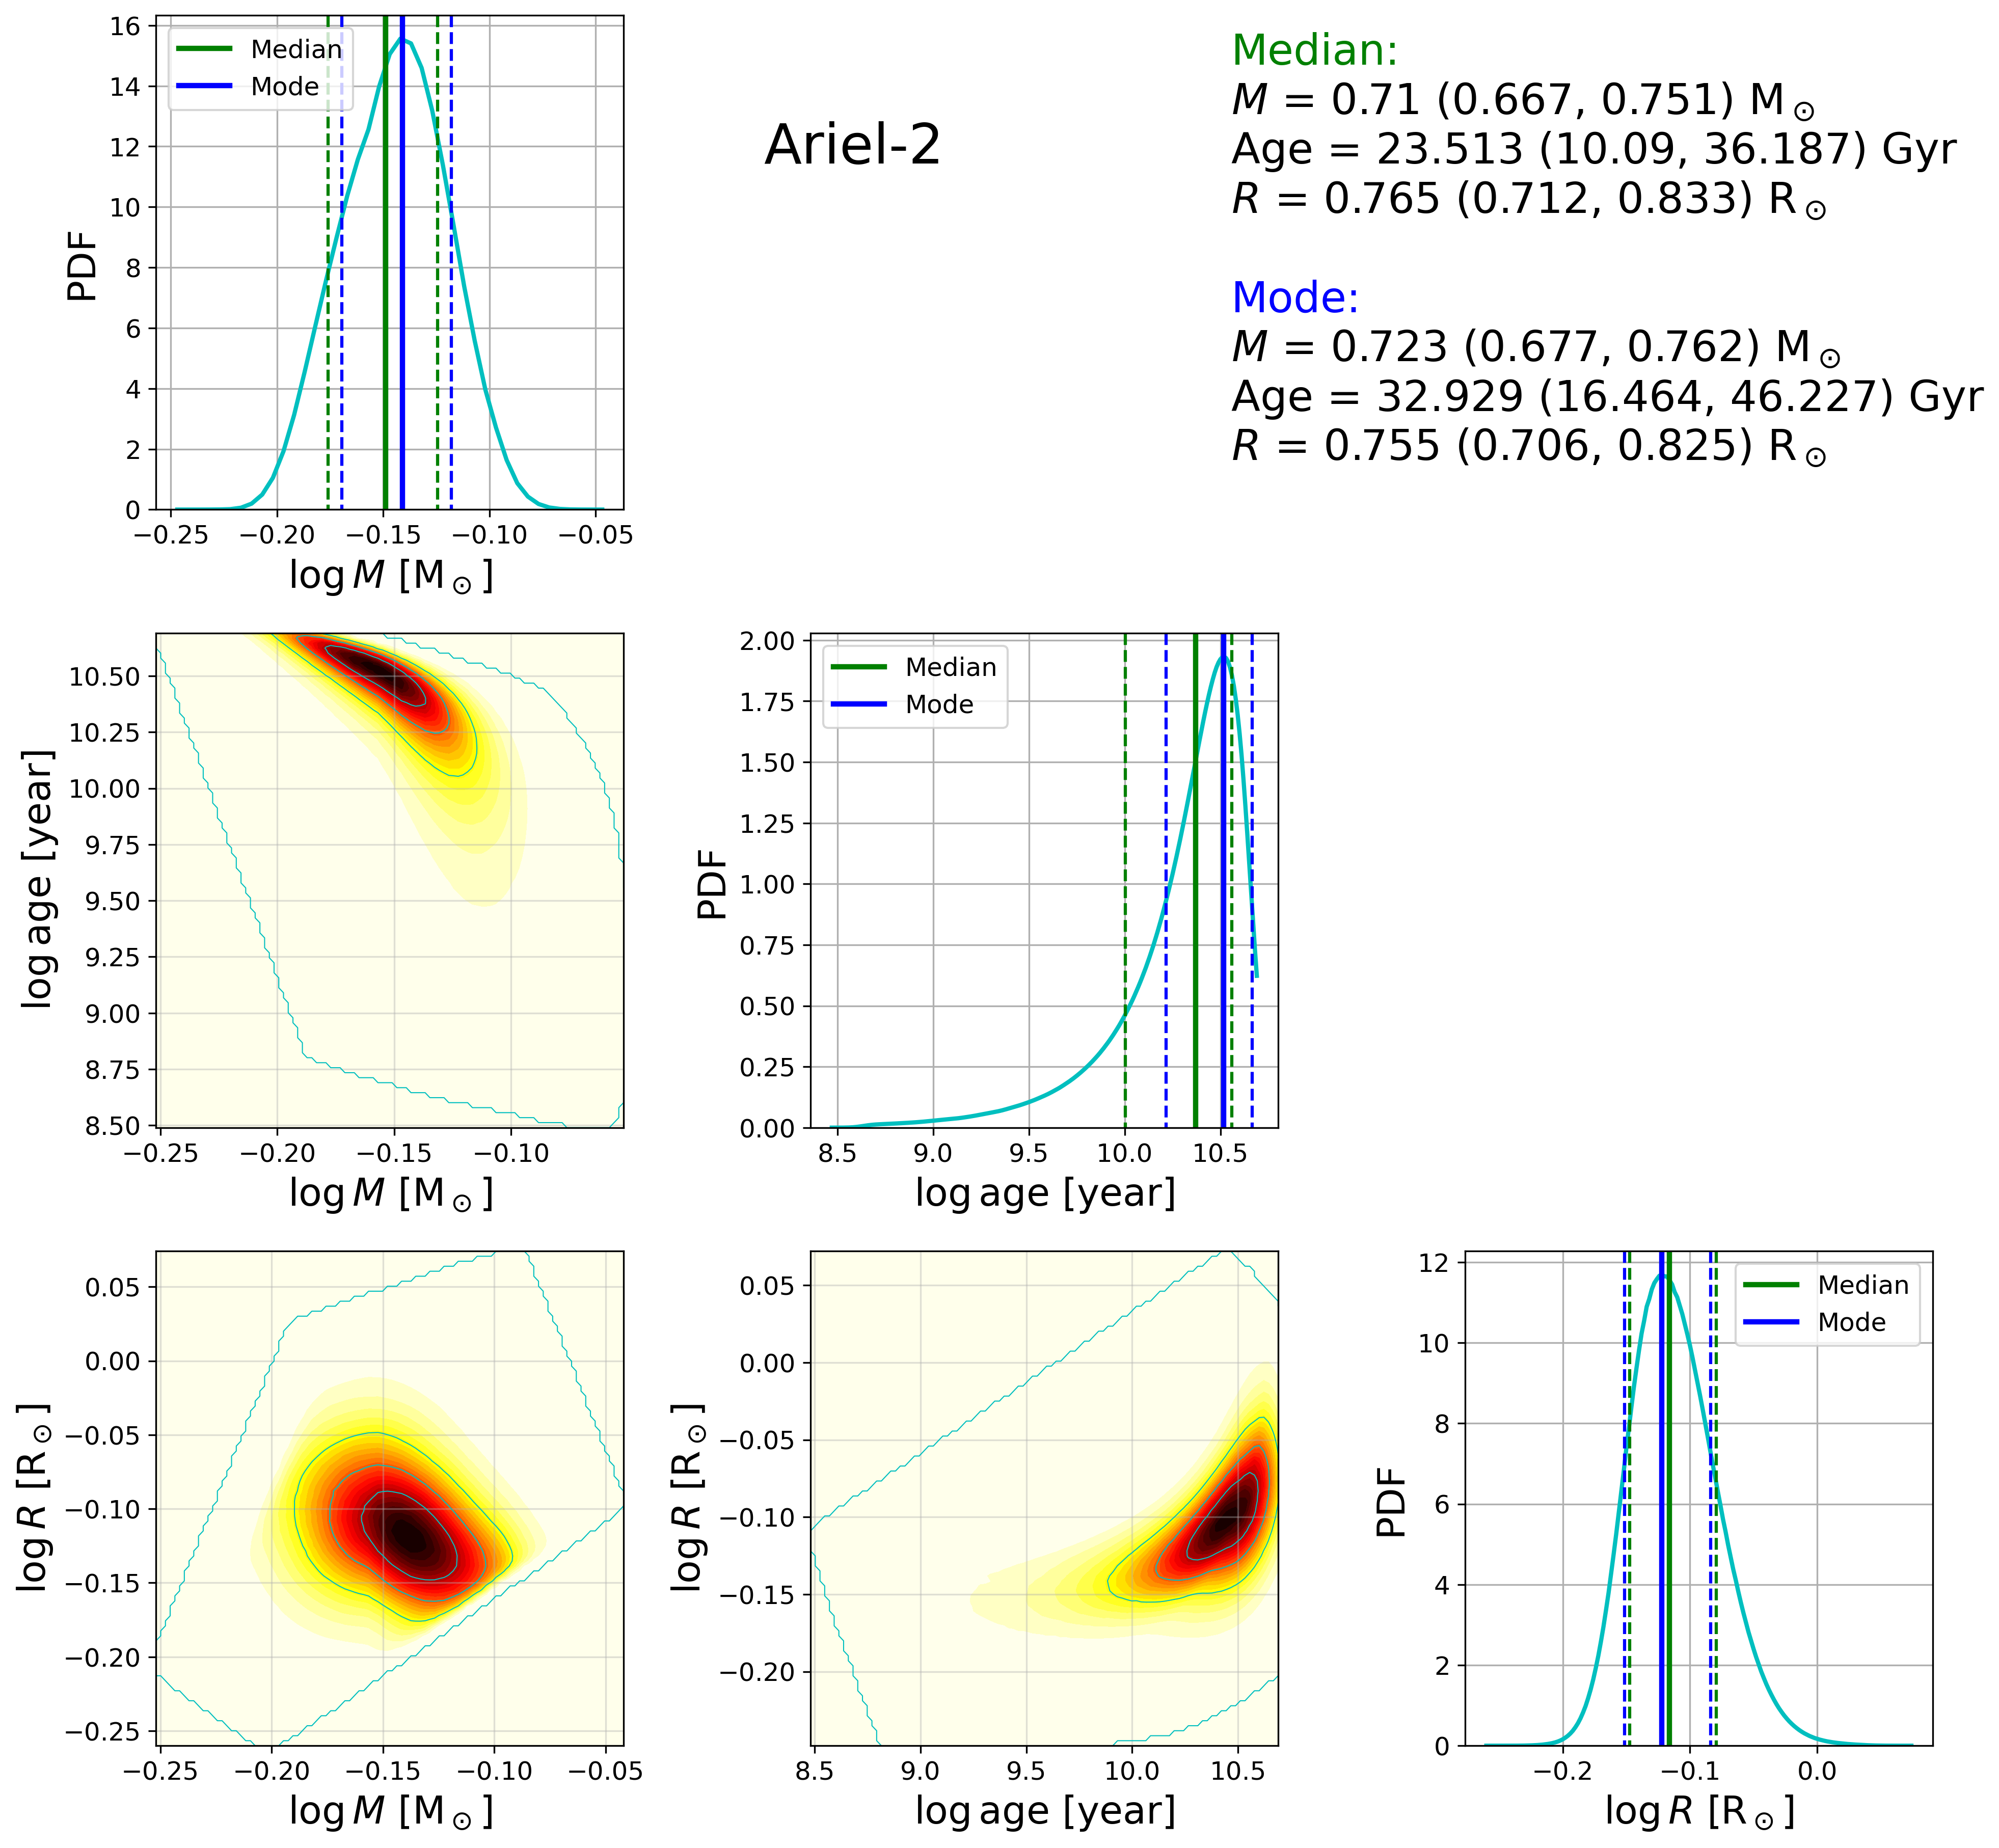 16
14
12
10
8
6
4
2
0
PDF
Median
Mode
−0.25 −0.20 −0.15 −0.10 −0.05
log M [M⊙]
Ariel-2
Median:
M = 0.71 (0.667, 0.751) M⊙
Age = 23.513 (10.09, 36.187) Gyr
R = 0.765 (0.712, 0.833) R⊙
Mode:
M = 0.723 (0.677, 0.762) M⊙
Age = 32.929 (16.464, 46.227) Gyr
R = 0.755 (0.706, 0.825) R⊙
10.50
10.25
10.00
9.75
9.50
9.25
9.00
8.75
8.50
log age [year]
−0.25 −0.20 −0.15 −0.10
log M [M⊙]
2.00
1.75
1.50
1.25
1.00
0.75
0.50
0.25
0.00
PDF
Median
Mode
8.5 9.0 9.5 10.0 10.5
log age [year]
0.05
0.00
−0.05
−0.10
−0.15
−0.20
−0.25
log R [R⊙]
−0.25 −0.20 −0.15 −0.10 −0.05
log M [M⊙]
0.05
0.00
−0.05
−0.10
−0.15
−0.20
log R [R⊙]
8.5 9.0 9.5 10.0 10.5
log age [year]
12
10
8
6
4
2
0
PDF
Median
Mode
−0.2 −0.1 0.0
log R [R⊙]